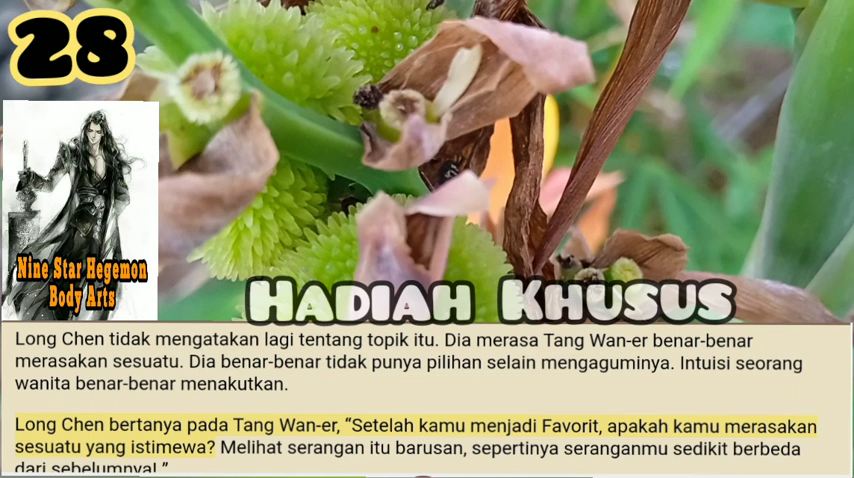 28
Nine Star Hegemon
Body Arts
Hadiah Khusus
Long Chen tidak mengatakan lagi tentang topik itu. Dia merasa Tang Wan-er benar-benar
merasakan sesuatu. Dia benar-benar tidak punya pilihan selain mengaguminya. Intuisi seorang
wanita benar-benar menakutkan.
Long Chen bertanya pada Tang Wan-er, “Setelah kamu menjadi Favorit, apakah kamu merasakan
sesuatu yang istimewa? Melihat serangan itu barusan, sepertinya seranganmu sedikit berbeda
dari sebelumnya!”